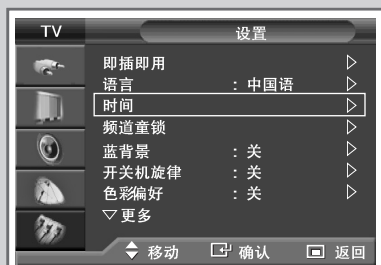 TV 设置
即插即用 ▷
语言 : 中国语 ▷
时间 ▷
频道童锁 ▷
蓝背景 : 关 ▷
开关机旋律 : 关 ▷
色彩偏好 : 关 ▷
▽更多
移动 确认 返回